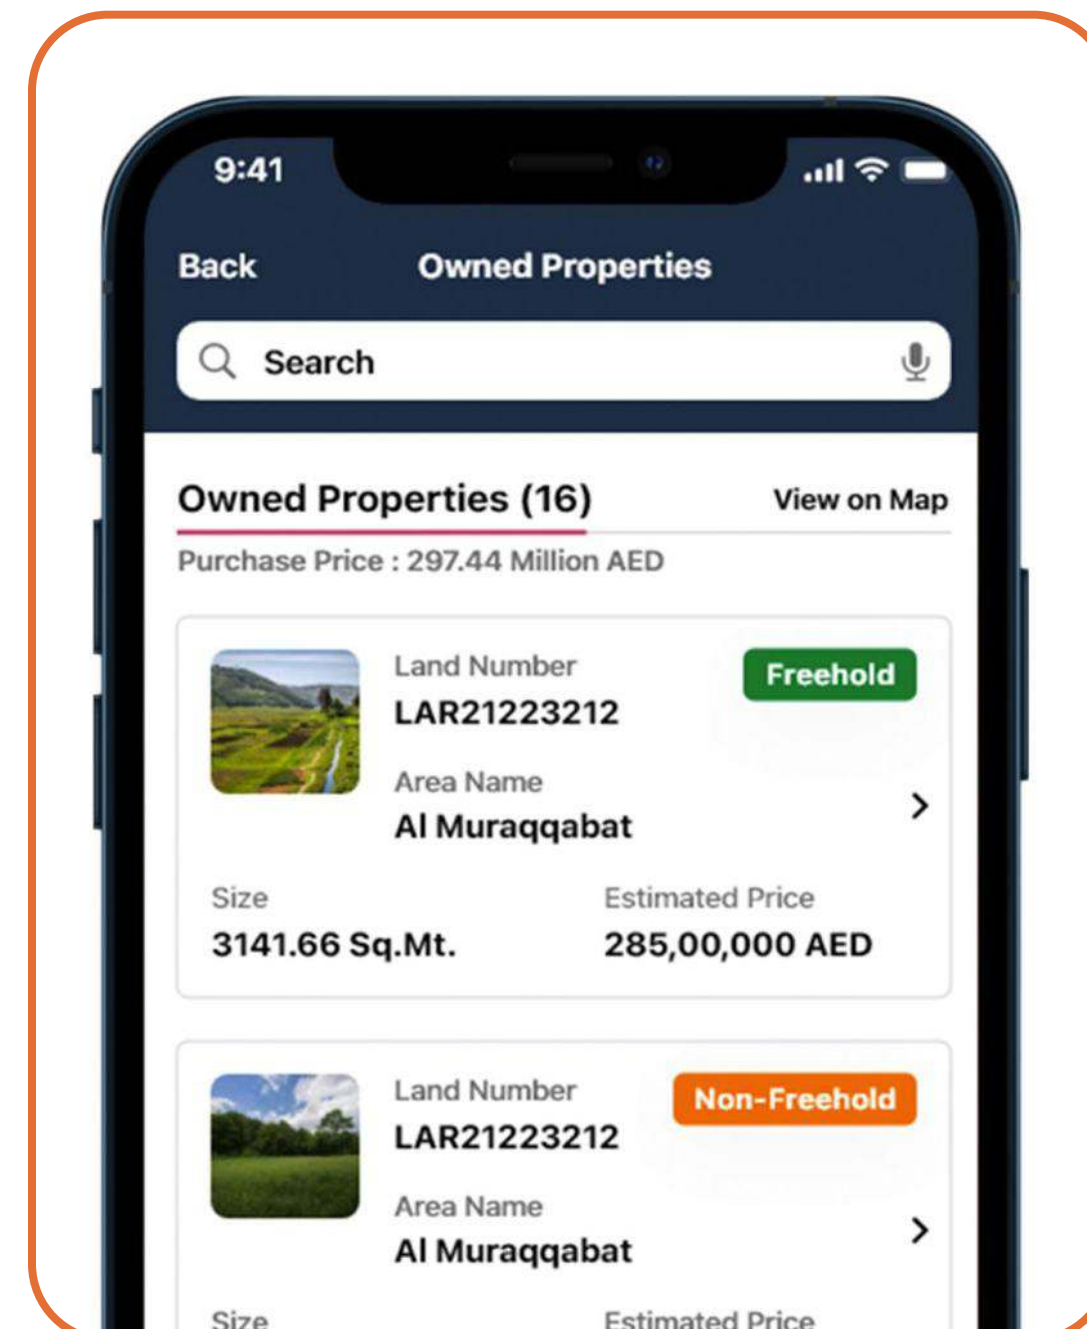 9:41
Back Owned Properties
Search
Owned Properties (16) View on Map
Purchase Price : 297.44 Million AED
Land Number Freehold
LAR21223212
Area Name
Al Muraqqabat
Size Estimated Price
3141.66 Sq.Mt. 285,00,000 AED
Land Number Non-Freehold
LAR21223212
Area Name
Al Muraqqabat
Size Estimated Price